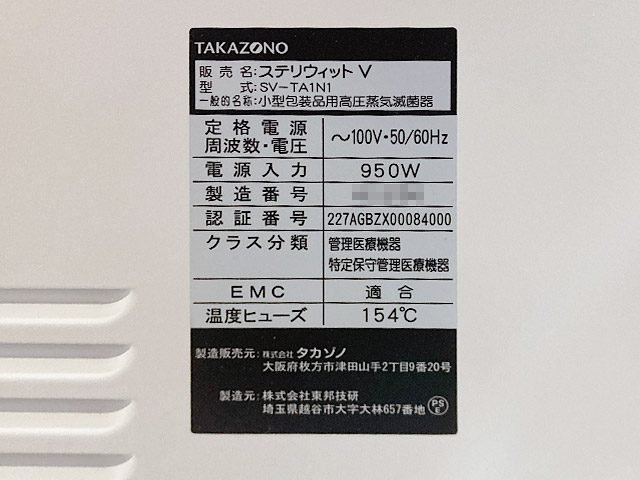 TAKAZONO
販売名:ステリウィット V
型 式:SV-TA1N1
一般的名称:小型包装品用高圧蒸気滅菌器
定格電源
周波数・電圧
～100V・50/60Hz
電源入力 950W
製造番号
認証番号 227AGBZX00084000
クラス分類 管理医療機器
特定保守管理医療機器
EMC 適合
温度ヒューズ 154℃
製造販売元:株式会社 タカゾノ
大阪府枚方市津田山手2丁目9番20号
製造元:株式会社東邦技研
埼玉県越谷市大字大林657番地
PS
E